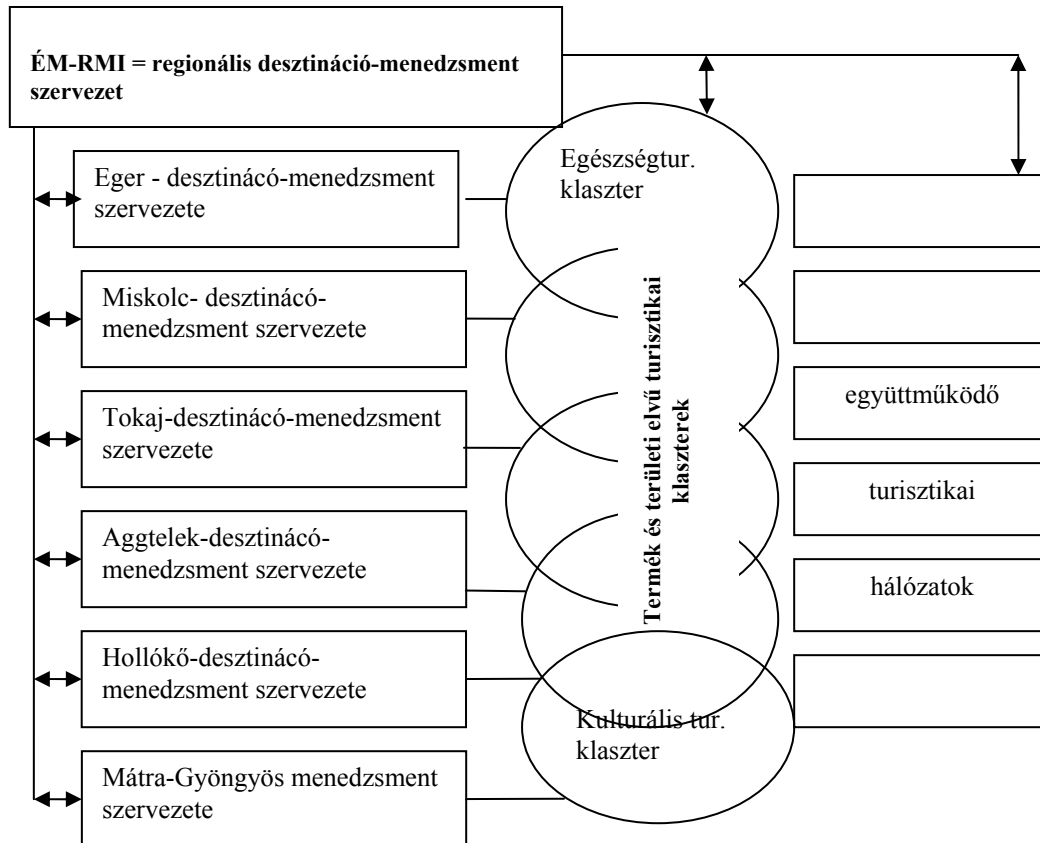 ÉM-RMI = regionális desztináció-menedzsment
szervezet
Eger - desztinácó-menedzsment
szervezete
Miskolc- desztinácó-
menedzsment szervezete
Tokaj-desztinácó-menedzsment
szervezete
Aggtelek-desztinácó-
menedzsment szervezete
Hollókő-desztinácó-
menedzsment szervezete
Mátra-Gyöngyös menedzsment
szervezete
Egészségtur.
klaszter
Termék és területi elvű turisztikai
klaszterek
Kulturális tur.
klaszter
együttműködő
turisztikai
hálózatok